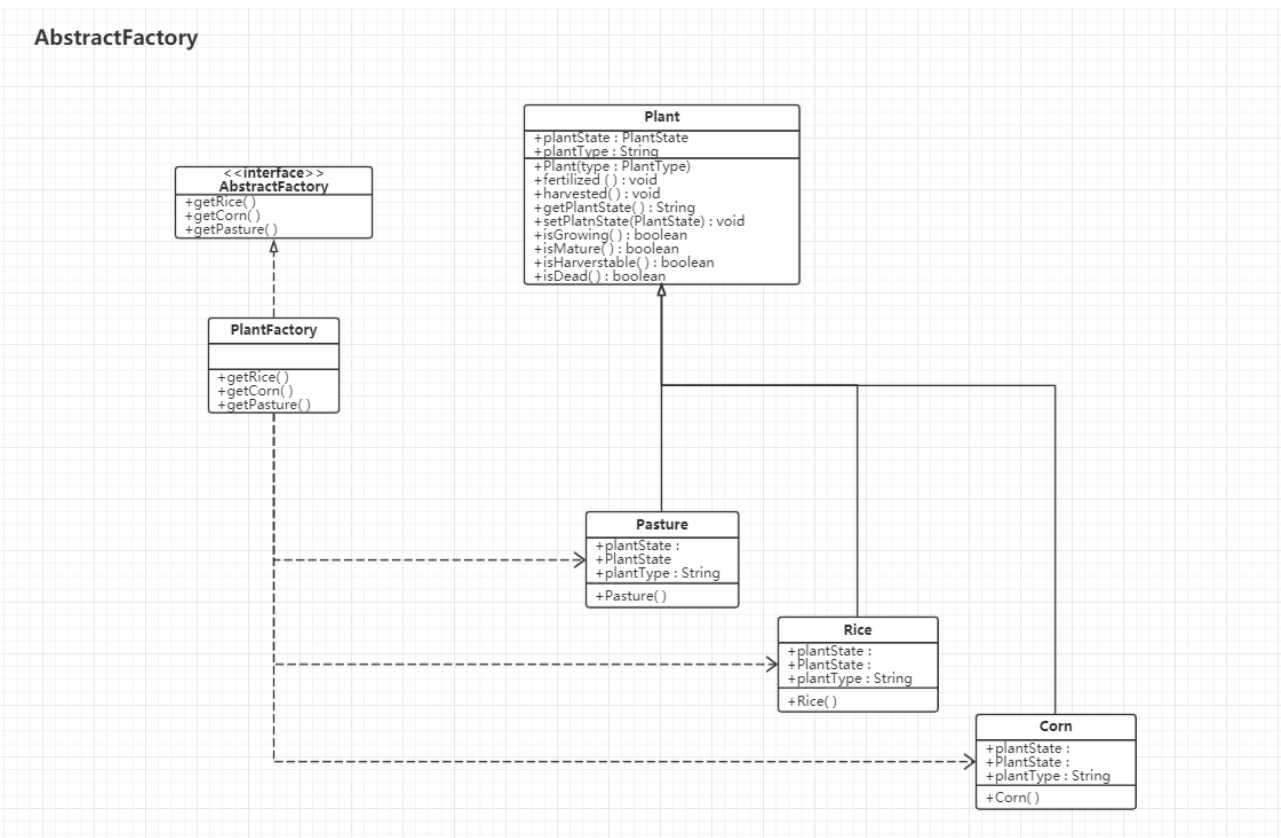 AbstractFactory
Plant
+plantState : PlantState
+plantType : String
+Plant(type : PlantType)
+fertilized ( ) : void
+harvested( ) : void
+getPlantState( ) : String
+setPlatnState(PlantState) : void
+isGrowing( ) : boolean
+isMature( ) : boolean
+isHarverstable( ) : boolean
+isDead( ) : boolean
<<interface>>
AbstractFactory
+getRice( )
+getCorn( )
+getPasture( )
PlantFactory
+getRice( )
+getCorn( )
+getPasture( )
Pasture
+plantState :
+PlantState
+plantType : String
+Pasture( )
Rice
+plantState :
+PlantState :
+plantType : String
+Rice( )
Corn
+plantState :
+PlantState :
+plantType : String
+Corn( )